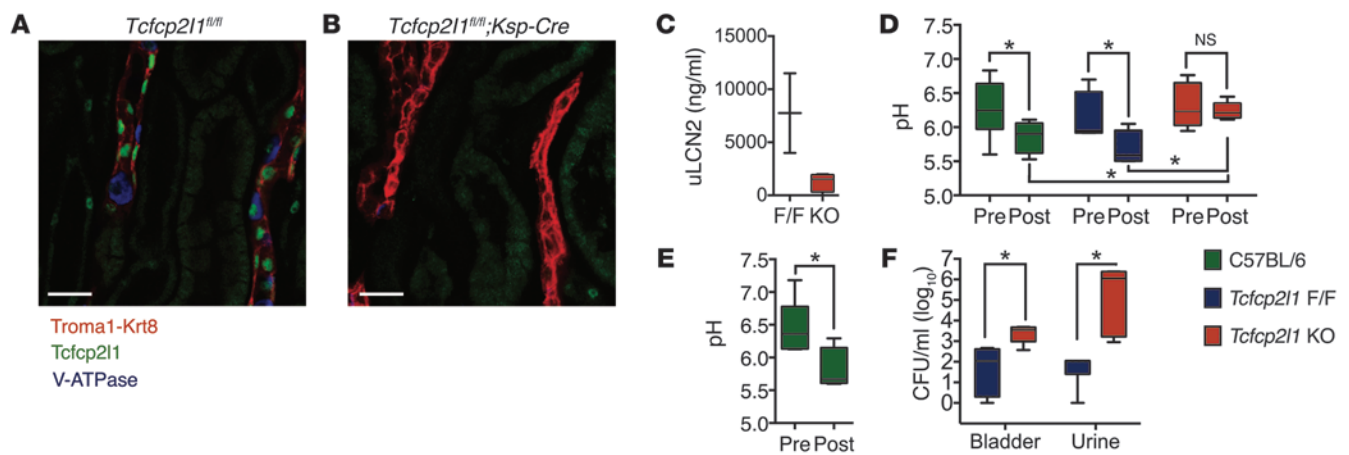 A
Tcfcp2l1fl/fl
B
Tcfcp2l1fl/fl;Ksp-Cre
Troma1-Krt8
Tcfcp2l1
V-ATPase
C
uLCN2 (ng/ml)
15000
10000
5000
0
F/F KO
D
pH
7.5
7.0
6.5
6.0
5.5
5.0
* * NS
*
*
Pre Post Pre Post Pre Post
E
pH
7.5
7.0
6.5
6.0
5.5
5.0
*
Pre Post
F
CFU/ml (log10)
7
6
5
4
3
2
1
0
* *
Bladder Urine
C57BL/6
Tcfcp2l1 F/F
Tcfcp2l1 KO